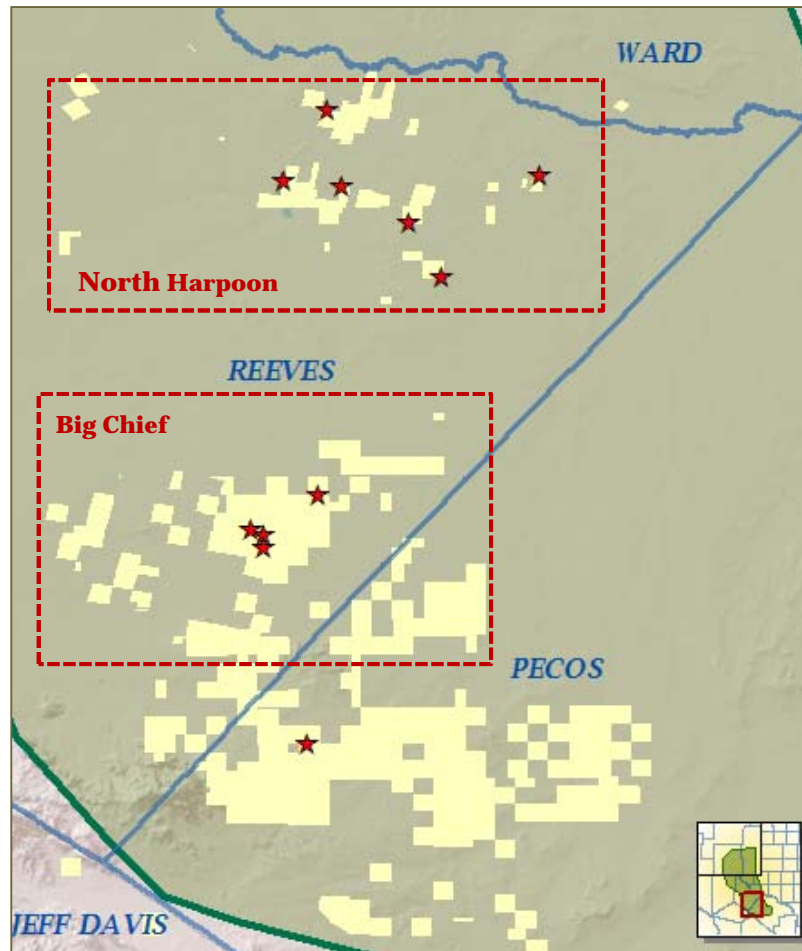 WARD
North Harpoon
REEVES
Big Chief
PECOS
JEFF DAVIS